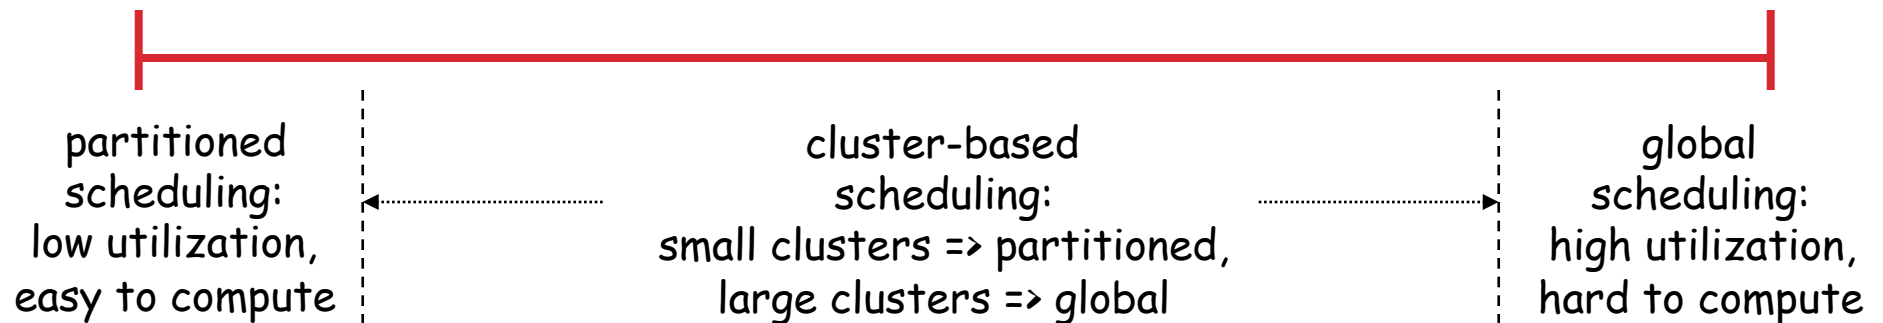 partitioned
scheduling:
low utilization,
easy to compute
cluster-based
scheduling:
small clusters => partitioned,
large clusters => global
global
scheduling:
high utilization,
hard to compute